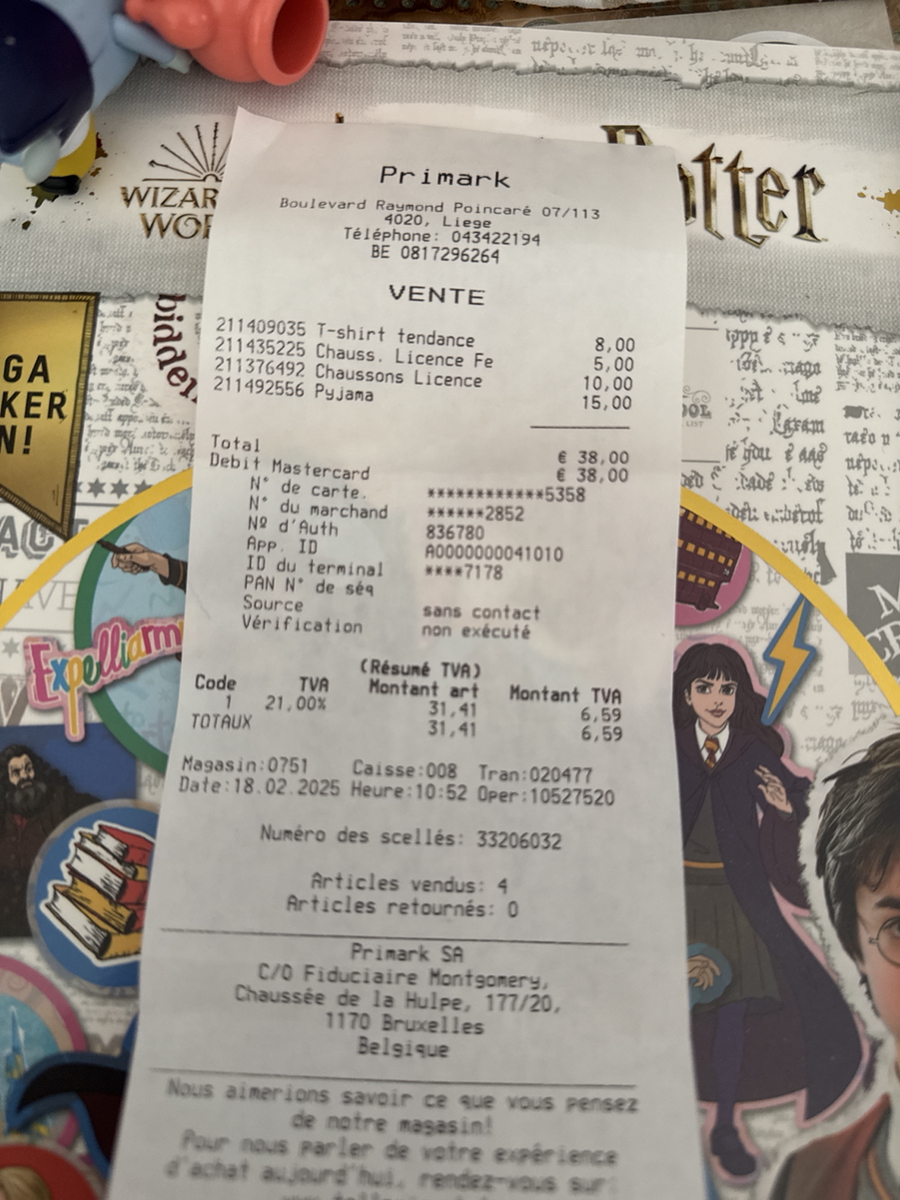 Primark
Boulevard Raymond Poincaré 07/113
4020, Liege
Téléphone: 043422194
BE 0817296264
VENTE
211409035 T-shirt tendance 8,00
211435225 Chauss. Licence Fe 5,00
211376492 Chaussons Licence 10,00
211492556 Pyjama 15,00
Total € 38,00
Debit Mastercard € 38,00
N° de carte. ************5358
N° du marchand ******2852
Nº d'Auth 836780
App. ID A0000000041010
ID du terminal ****7178
PAN N° de séq
Source sans contact
Vérification non exécuté
(Résumé TVA)
Code TVA Montant art Montant TVA
1 21,00% 31,41 6,59
TOTAUX 31,41 6,59
Magasin:0751 Caisse:008 Tran:020477
Date:18.02.2025 Heure:10:52 Oper:10527520
Numéro des scellés: 33206032
Articles vendus: 4
Articles retournés: 0
Primark SA
C/O Fiduciaire Montgomery,
Chaussée de la Hulpe, 177/20,
1170 Bruxelles
Belgique
Nous aimerions savoir ce que vous pensez
de notre magasin!
Pour nous parler de votre expérience
d'achat aujourd'hui, rendez-vous sur
WIZAR
WOR
otter
GA
KER
N!
bidden
Expelliarm